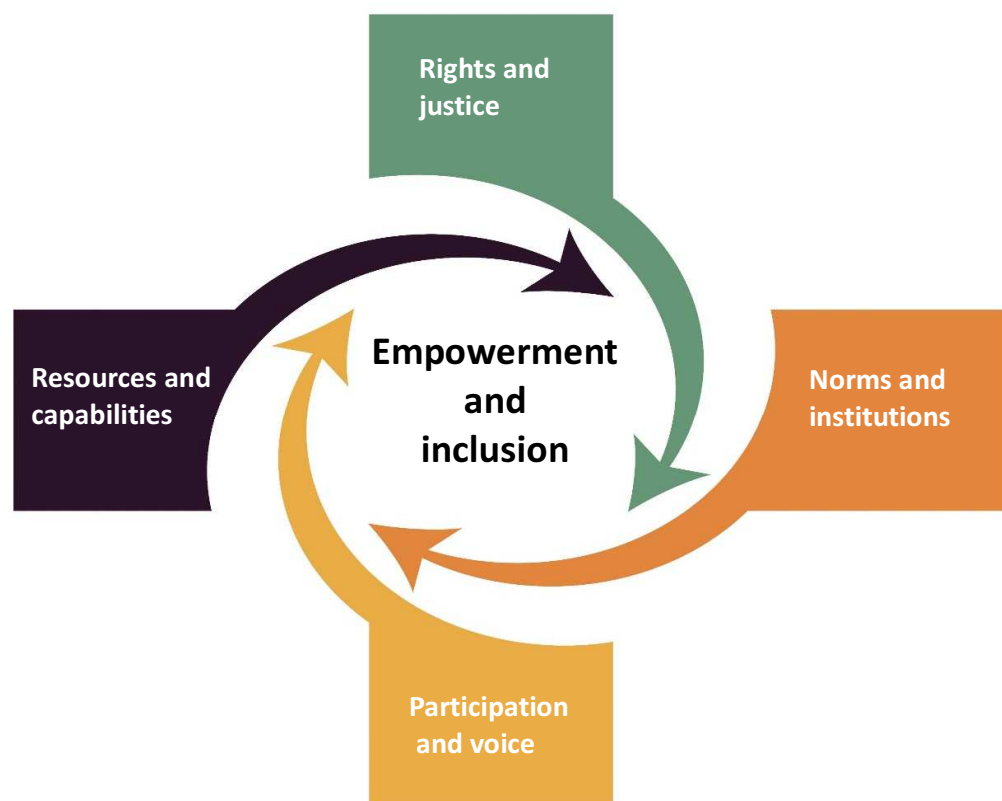 Rights and
justice
Resources and
capabilities
Empowerment
and
inclusion
Norms and
institutions
Participation
and voice